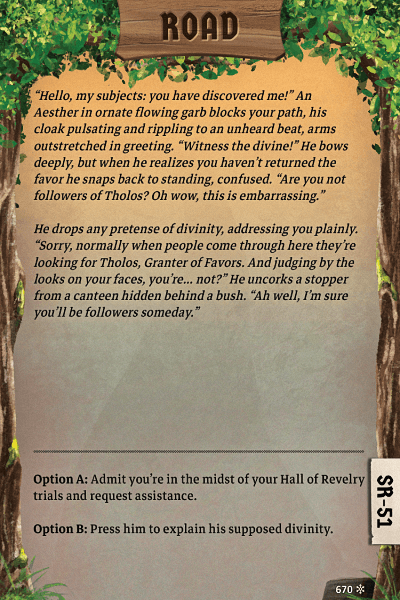 ROAD
“Hello, my subjects: you have discovered me!” An
Aesther in ornate flowing garb blocks your path, his
cloak pulsating and rippling to an unheard beat, arms
outstretched in greeting. “Witness the divine!” He bows
deeply, but when he realizes you haven’t returned the
favor he snaps back to standing, confused. “Are you not
followers of Tholos? Oh wow, this is embarrassing.”
He drops any pretense of divinity, addressing you plainly.
“Sorry, normally when people come through here they’re
looking for Tholos, Granter of Favors. And judging by the
looks on your faces, you’re... not?” He uncorks a stopper
from a canteen hidden behind a bush. “Ah well, I’m sure
you’ll be followers someday.”
Option A: Admit you’re in the midst of your Hall of Revelry
trials and request assistance.
Option B: Press him to explain his supposed divinity.
SR-51
670